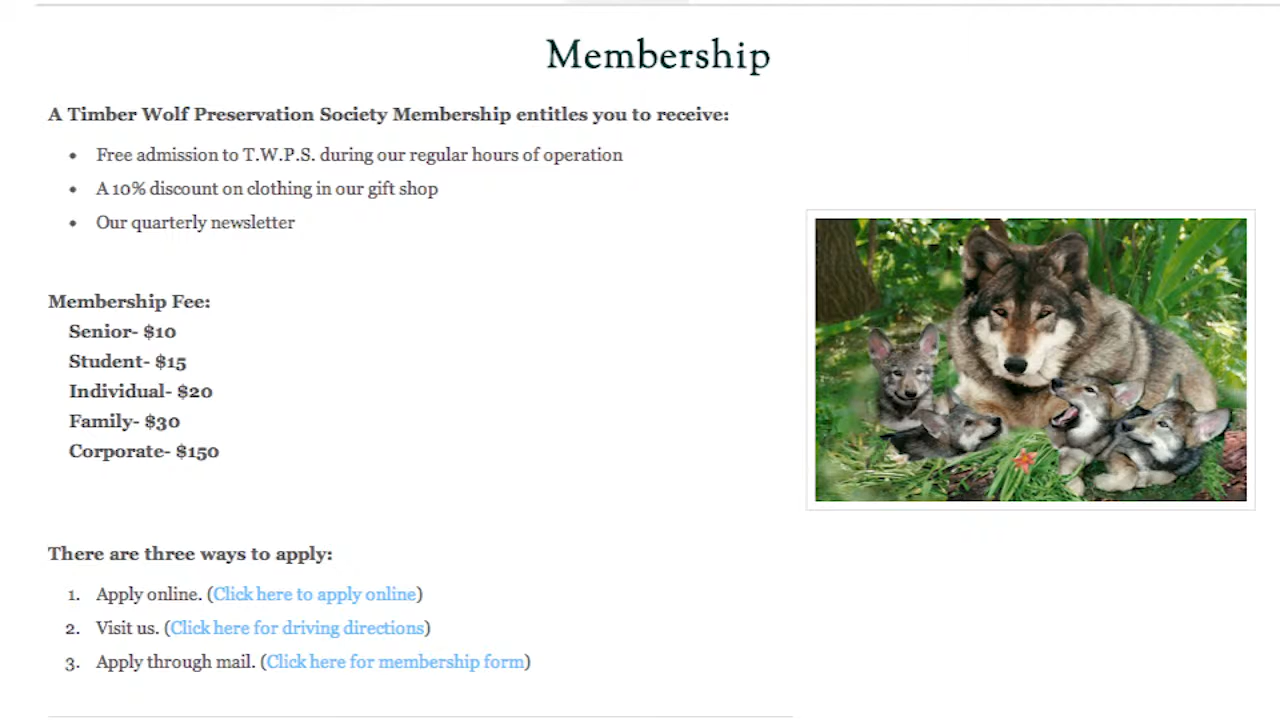 Membership
A Timber Wolf Preservation Society Membership entitles you to receive:
• Free admission to T.W.P.S. during our regular hours of operation
• A 10% discount on clothing in our gift shop
• Our quarterly newsletter
Membership Fee:
Senior- $10
Student- $15
Individual- $20
Family- $30
Corporate- $150
There are three ways to apply:
1. Apply online. (Click here to apply online)
2. Visit us. (Click here for driving directions)
3. Apply through mail. (Click here for membership form)